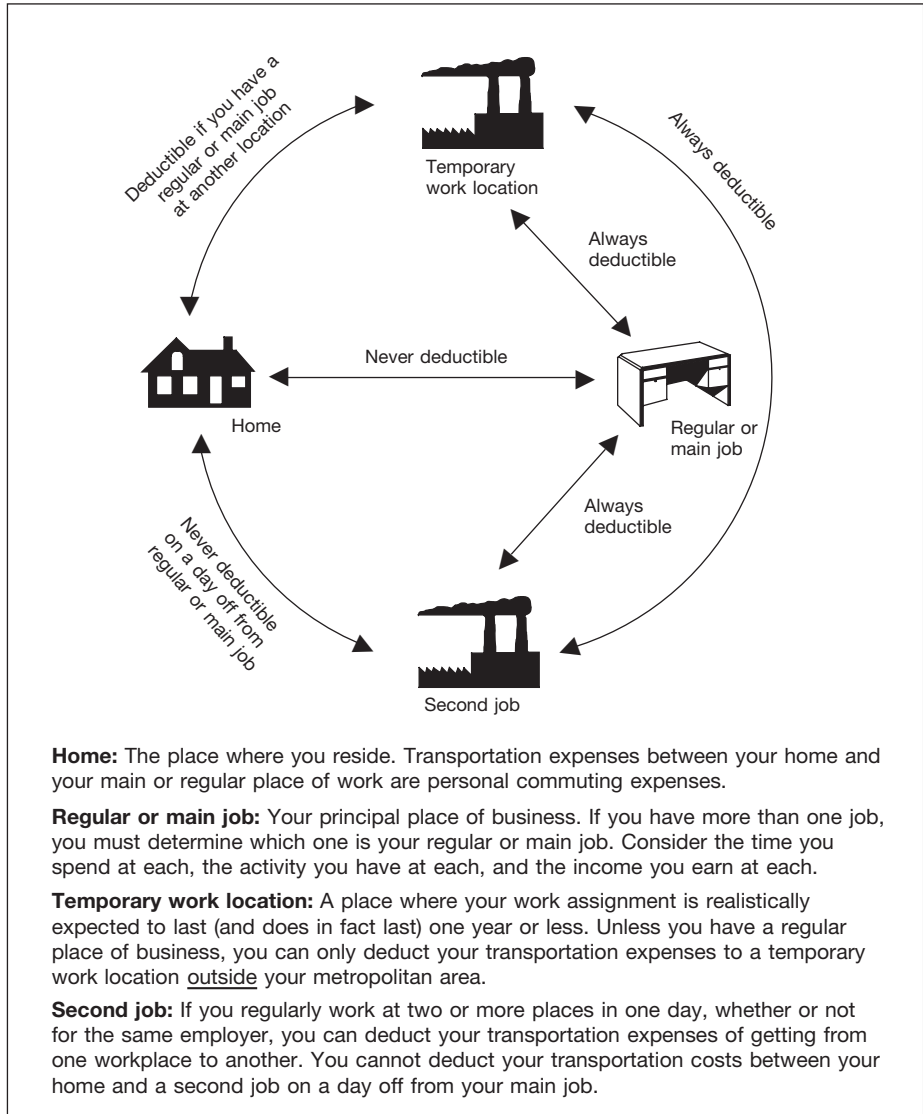 Deductible if you have a
regular or main job
at another location
Temporary
work location
Always deductible
Always
deductible
Never deductible
Home
Regular or
main job
Always
deductible
Never deductible
on a day off from
regular or main job
Second job
Home: The place where you reside. Transportation expenses between your home and
your main or regular place of work are personal commuting expenses.
Regular or main job: Your principal place of business. If you have more than one job,
you must determine which one is your regular or main job. Consider the time you
spend at each, the activity you have at each, and the income you earn at each.
Temporary work location: A place where your work assignment is realistically
expected to last (and does in fact last) one year or less. Unless you have a regular
place of business, you can only deduct your transportation expenses to a temporary
work location outside your metropolitan area.
Second job: If you regularly work at two or more places in one day, whether or not
for the same employer, you can deduct your transportation expenses of getting from
one workplace to another. You cannot deduct your transportation costs between your
home and a second job on a day off from your main job.